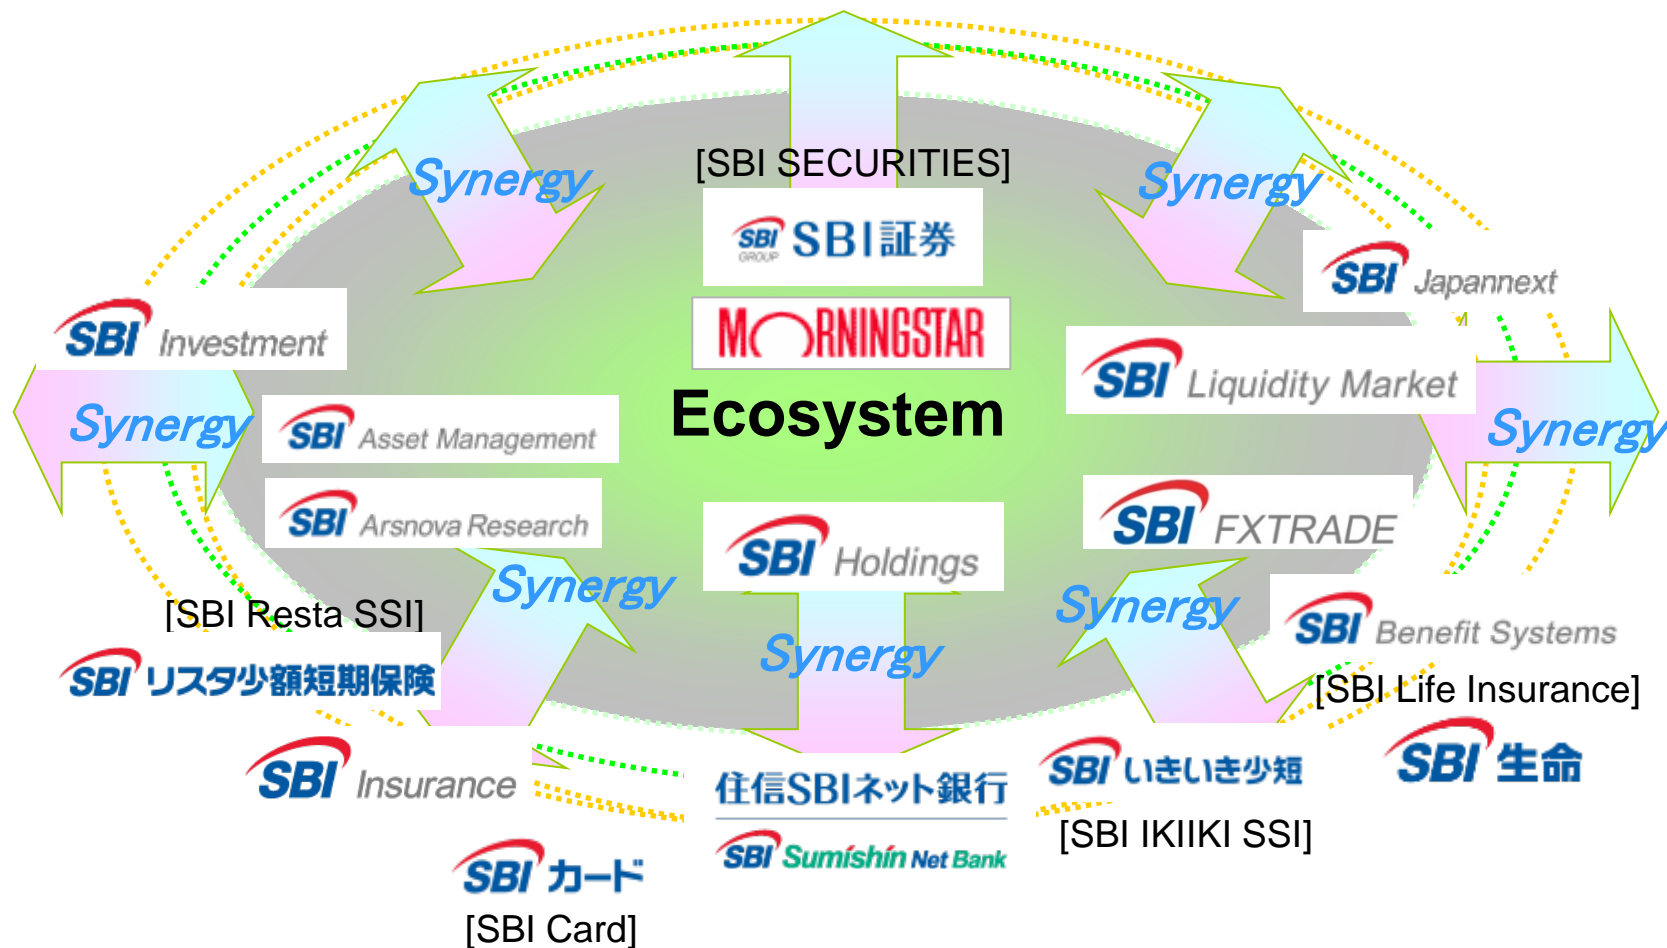 Synergy
[SBI SECURITIES]
Synergy
SBI GROUP SBI証券
SBI Japannext
SBI Investment
MORNINGSTAR
SBI Liquidity Market
Synergy
Ecosystem
Synergy
SBI Asset Management
SBI Arsnova Research
SBI Holdings
SBI FXTRADE
Synergy
Synergy
[SBI Resta SSI]
SBI Benefit Systems
Synergy
SBI リスタ少額短期保険
[SBI Life Insurance]
SBI Insurance
住信SBIネット銀行
SBI いきいき少短
SBI 生命
SBI Sumishin Net Bank
[SBI IKIIKI SSI]
SBI カード
[SBI Card]